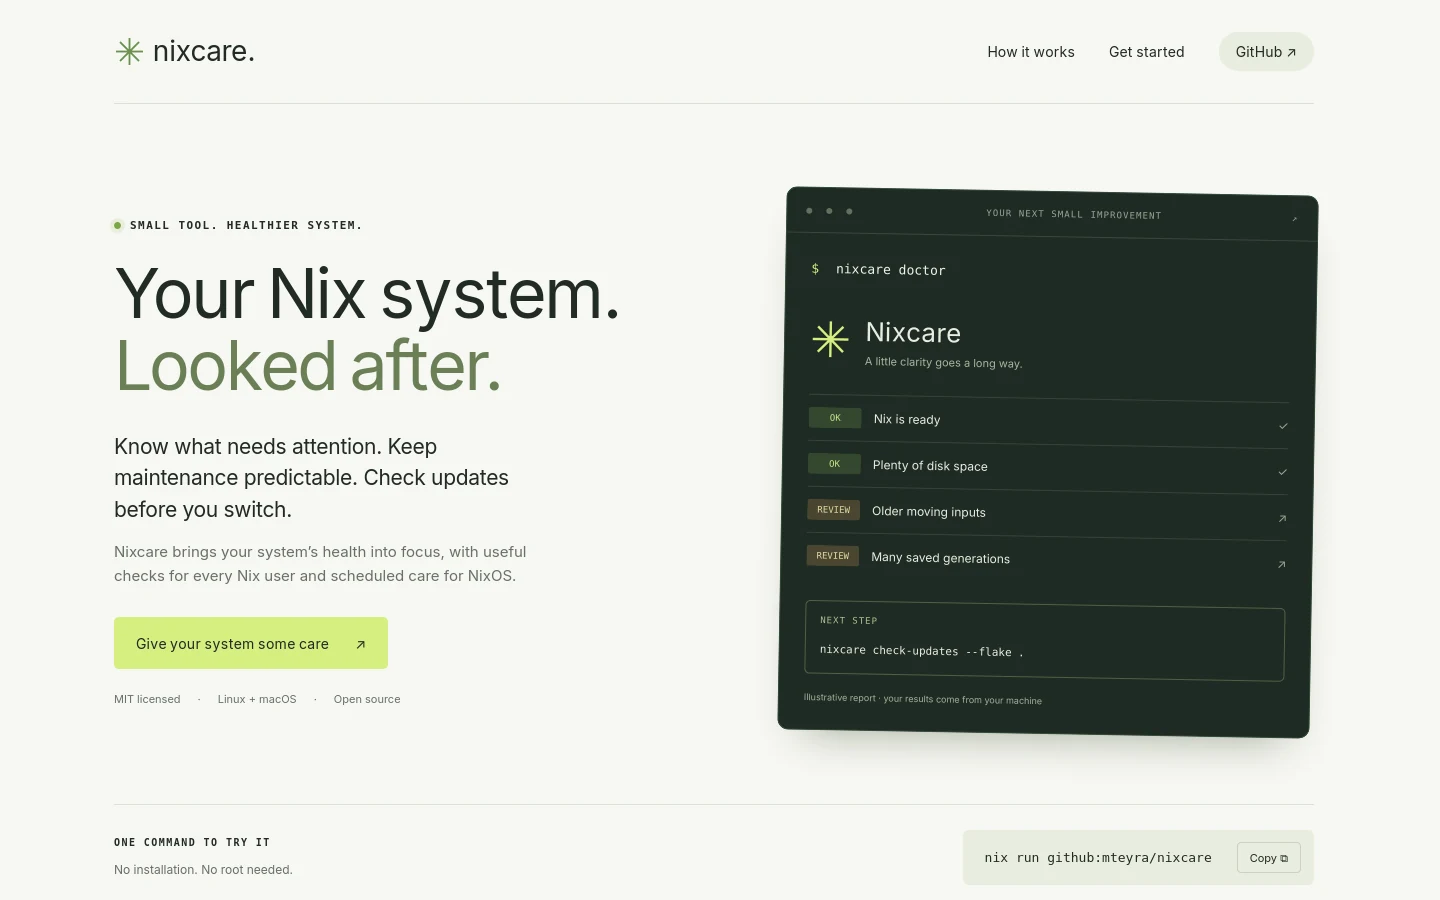 nixcare.
How it works
Get started
GitHub ↗
SMALL TOOL. HEALTHIER SYSTEM.
Your Nix system.
Looked after.
Know what needs attention. Keep
maintenance predictable. Check updates
before you switch.
Nixcare brings your system’s health into focus, with useful
checks for every Nix user and scheduled care for NixOS.
Give your system some care ↗
MIT licensed · Linux + macOS · Open source
YOUR NEXT SMALL IMPROVEMENT ↗
$ nixcare doctor
Nixcare
A little clarity goes a long way.
OK Nix is ready ✓
OK Plenty of disk space ✓
REVIEW Older moving inputs ↗
REVIEW Many saved generations ↗
NEXT STEP
nixcare check-updates --flake .
Illustrative report · your results come from your machine
ONE COMMAND TO TRY IT
No installation. No root needed.
nix run github:mteyra/nixcare
Copy ⧉